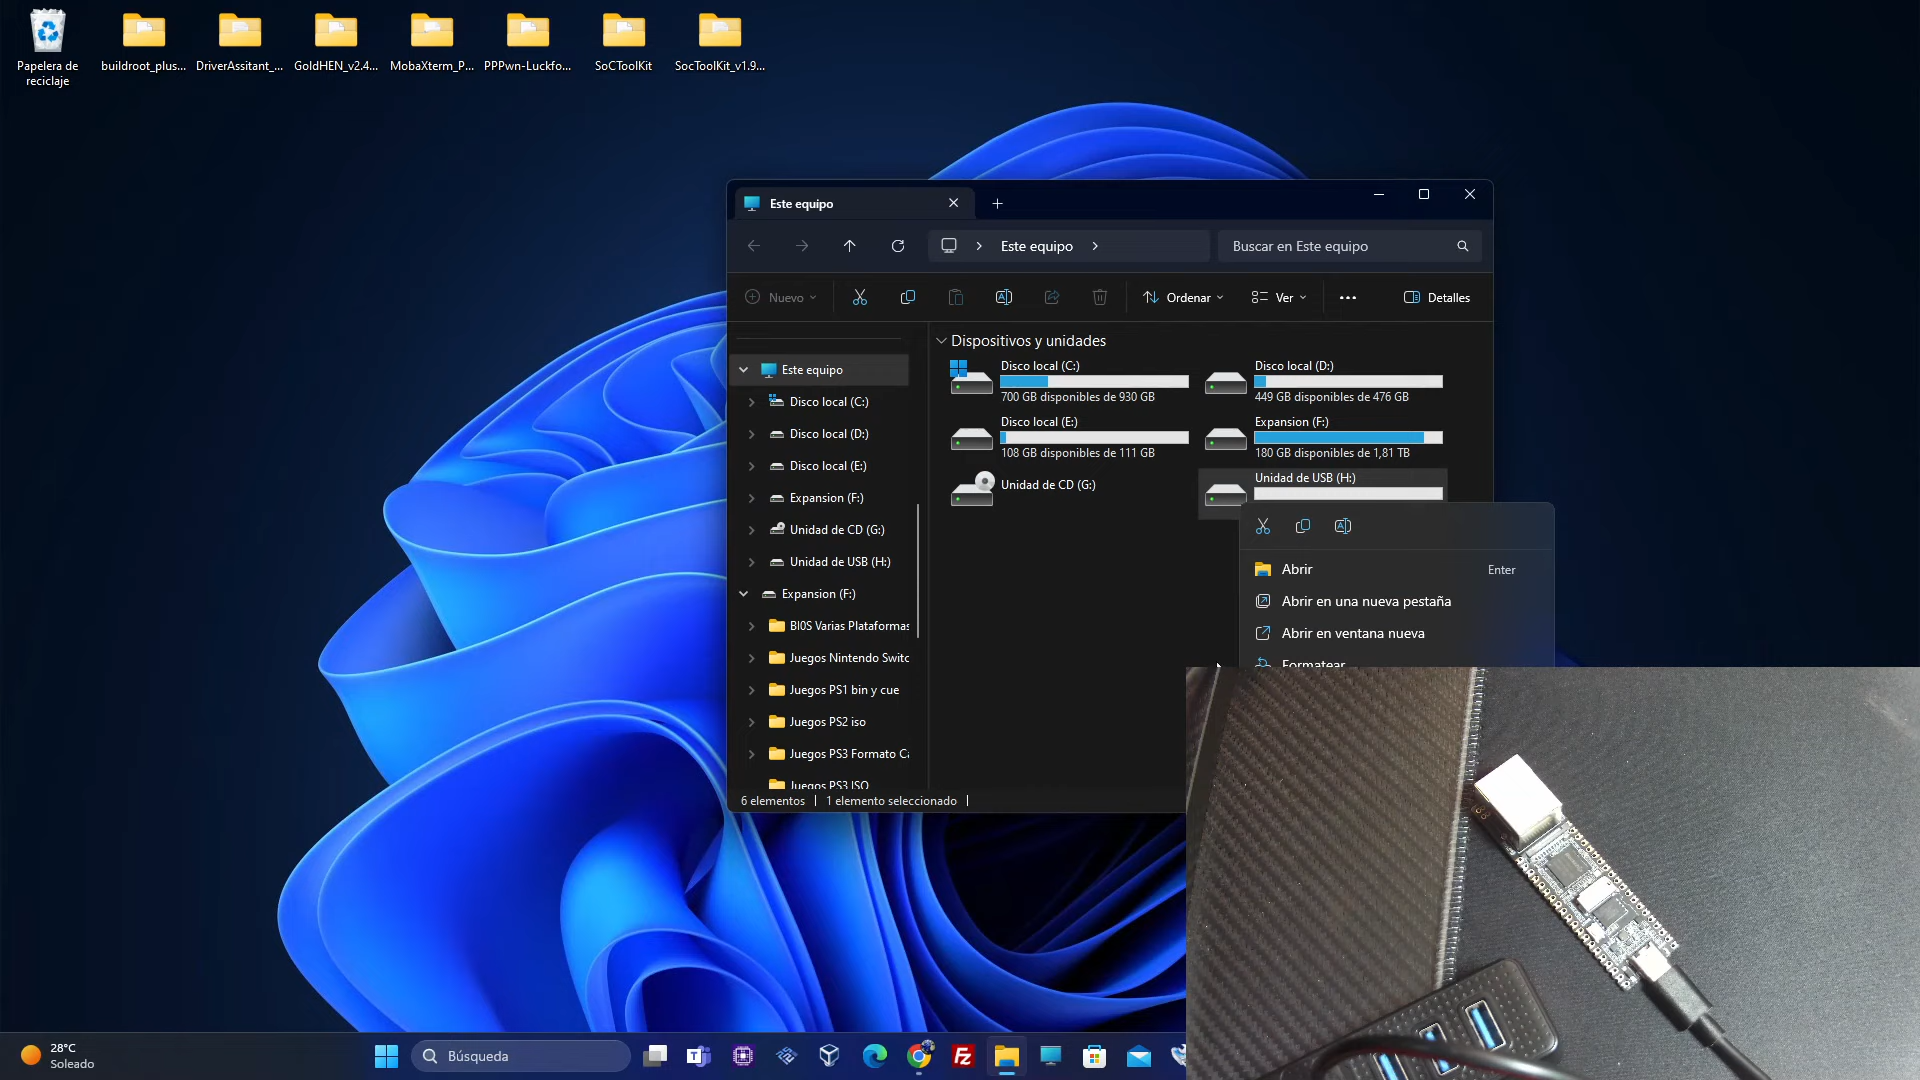 Papelera de
reciclaje
buildroot_plus...
DriverAssitant_...
GoldHEN_v2.4...
MobaXterm_P...
PPPwn-Luckfo...
SoCToolKit
SocToolKit_v1.9...
Este equipo
Este equipo
Buscar en Este equipo
Nuevo
Ordenar
Ver
Detalles
Este equipo
Disco local (C:)
Disco local (D:)
Disco local (E:)
Expansion (F:)
Unidad de CD (G:)
Unidad de USB (H:)
Expansion (F:)
BI0S Varias Plataformas
Juegos Nintendo Switc
Juegos PS1 bin y cue
Juegos PS2 iso
Juegos PS3 Formato Ca
Juegos PS3 ISO
Dispositivos y unidades
Disco local (C:)
700 GB disponibles de 930 GB
Disco local (D:)
449 GB disponibles de 476 GB
Disco local (E:)
108 GB disponibles de 111 GB
Expansion (F:)
180 GB disponibles de 1,81 TB
Unidad de CD (G:)
Unidad de USB (H:)
Abrir Enter
Abrir en una nueva pestaña
Abrir en ventana nueva
Formatear
6 elementos
1 elemento seleccionado
28°C
Soleado
Búsqueda